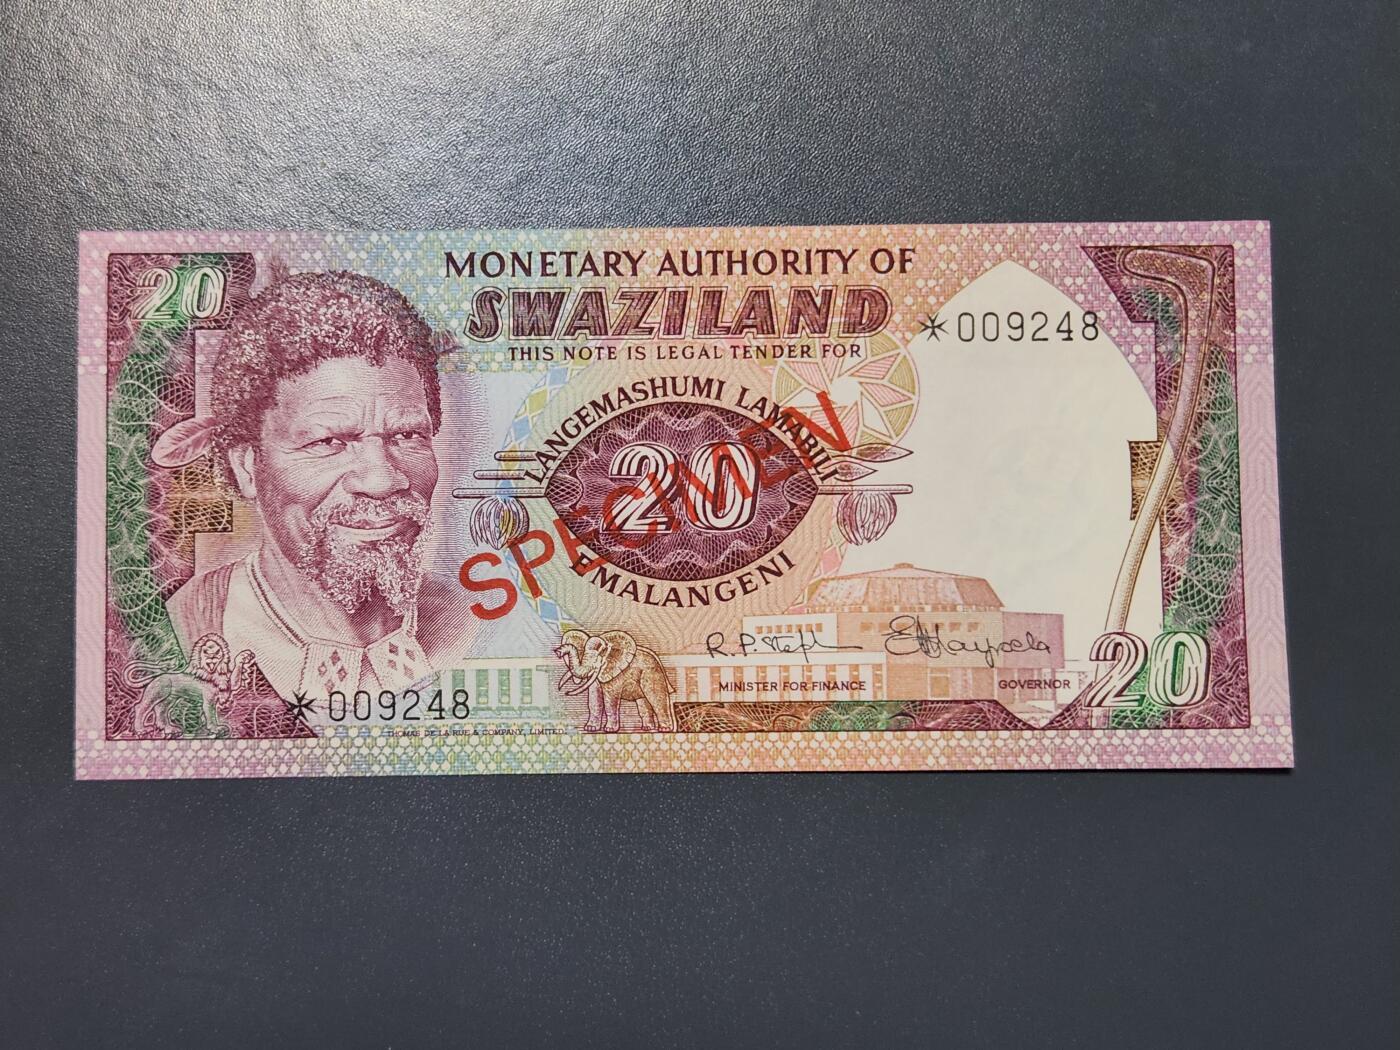 20
MONETARY AUTHORITY OF
SWAZILAND
THIS NOTE IS LEGAL TENDER FOR
009248
LANGEMASHUMI LAMABILI
20
EMALANGENI
SPECIMEN
R.P. Steph
MINISTER FOR FINANCE
GOVERNOR
20
009248
THOMAS DE LA RUE & COMPANY, LIMITED.